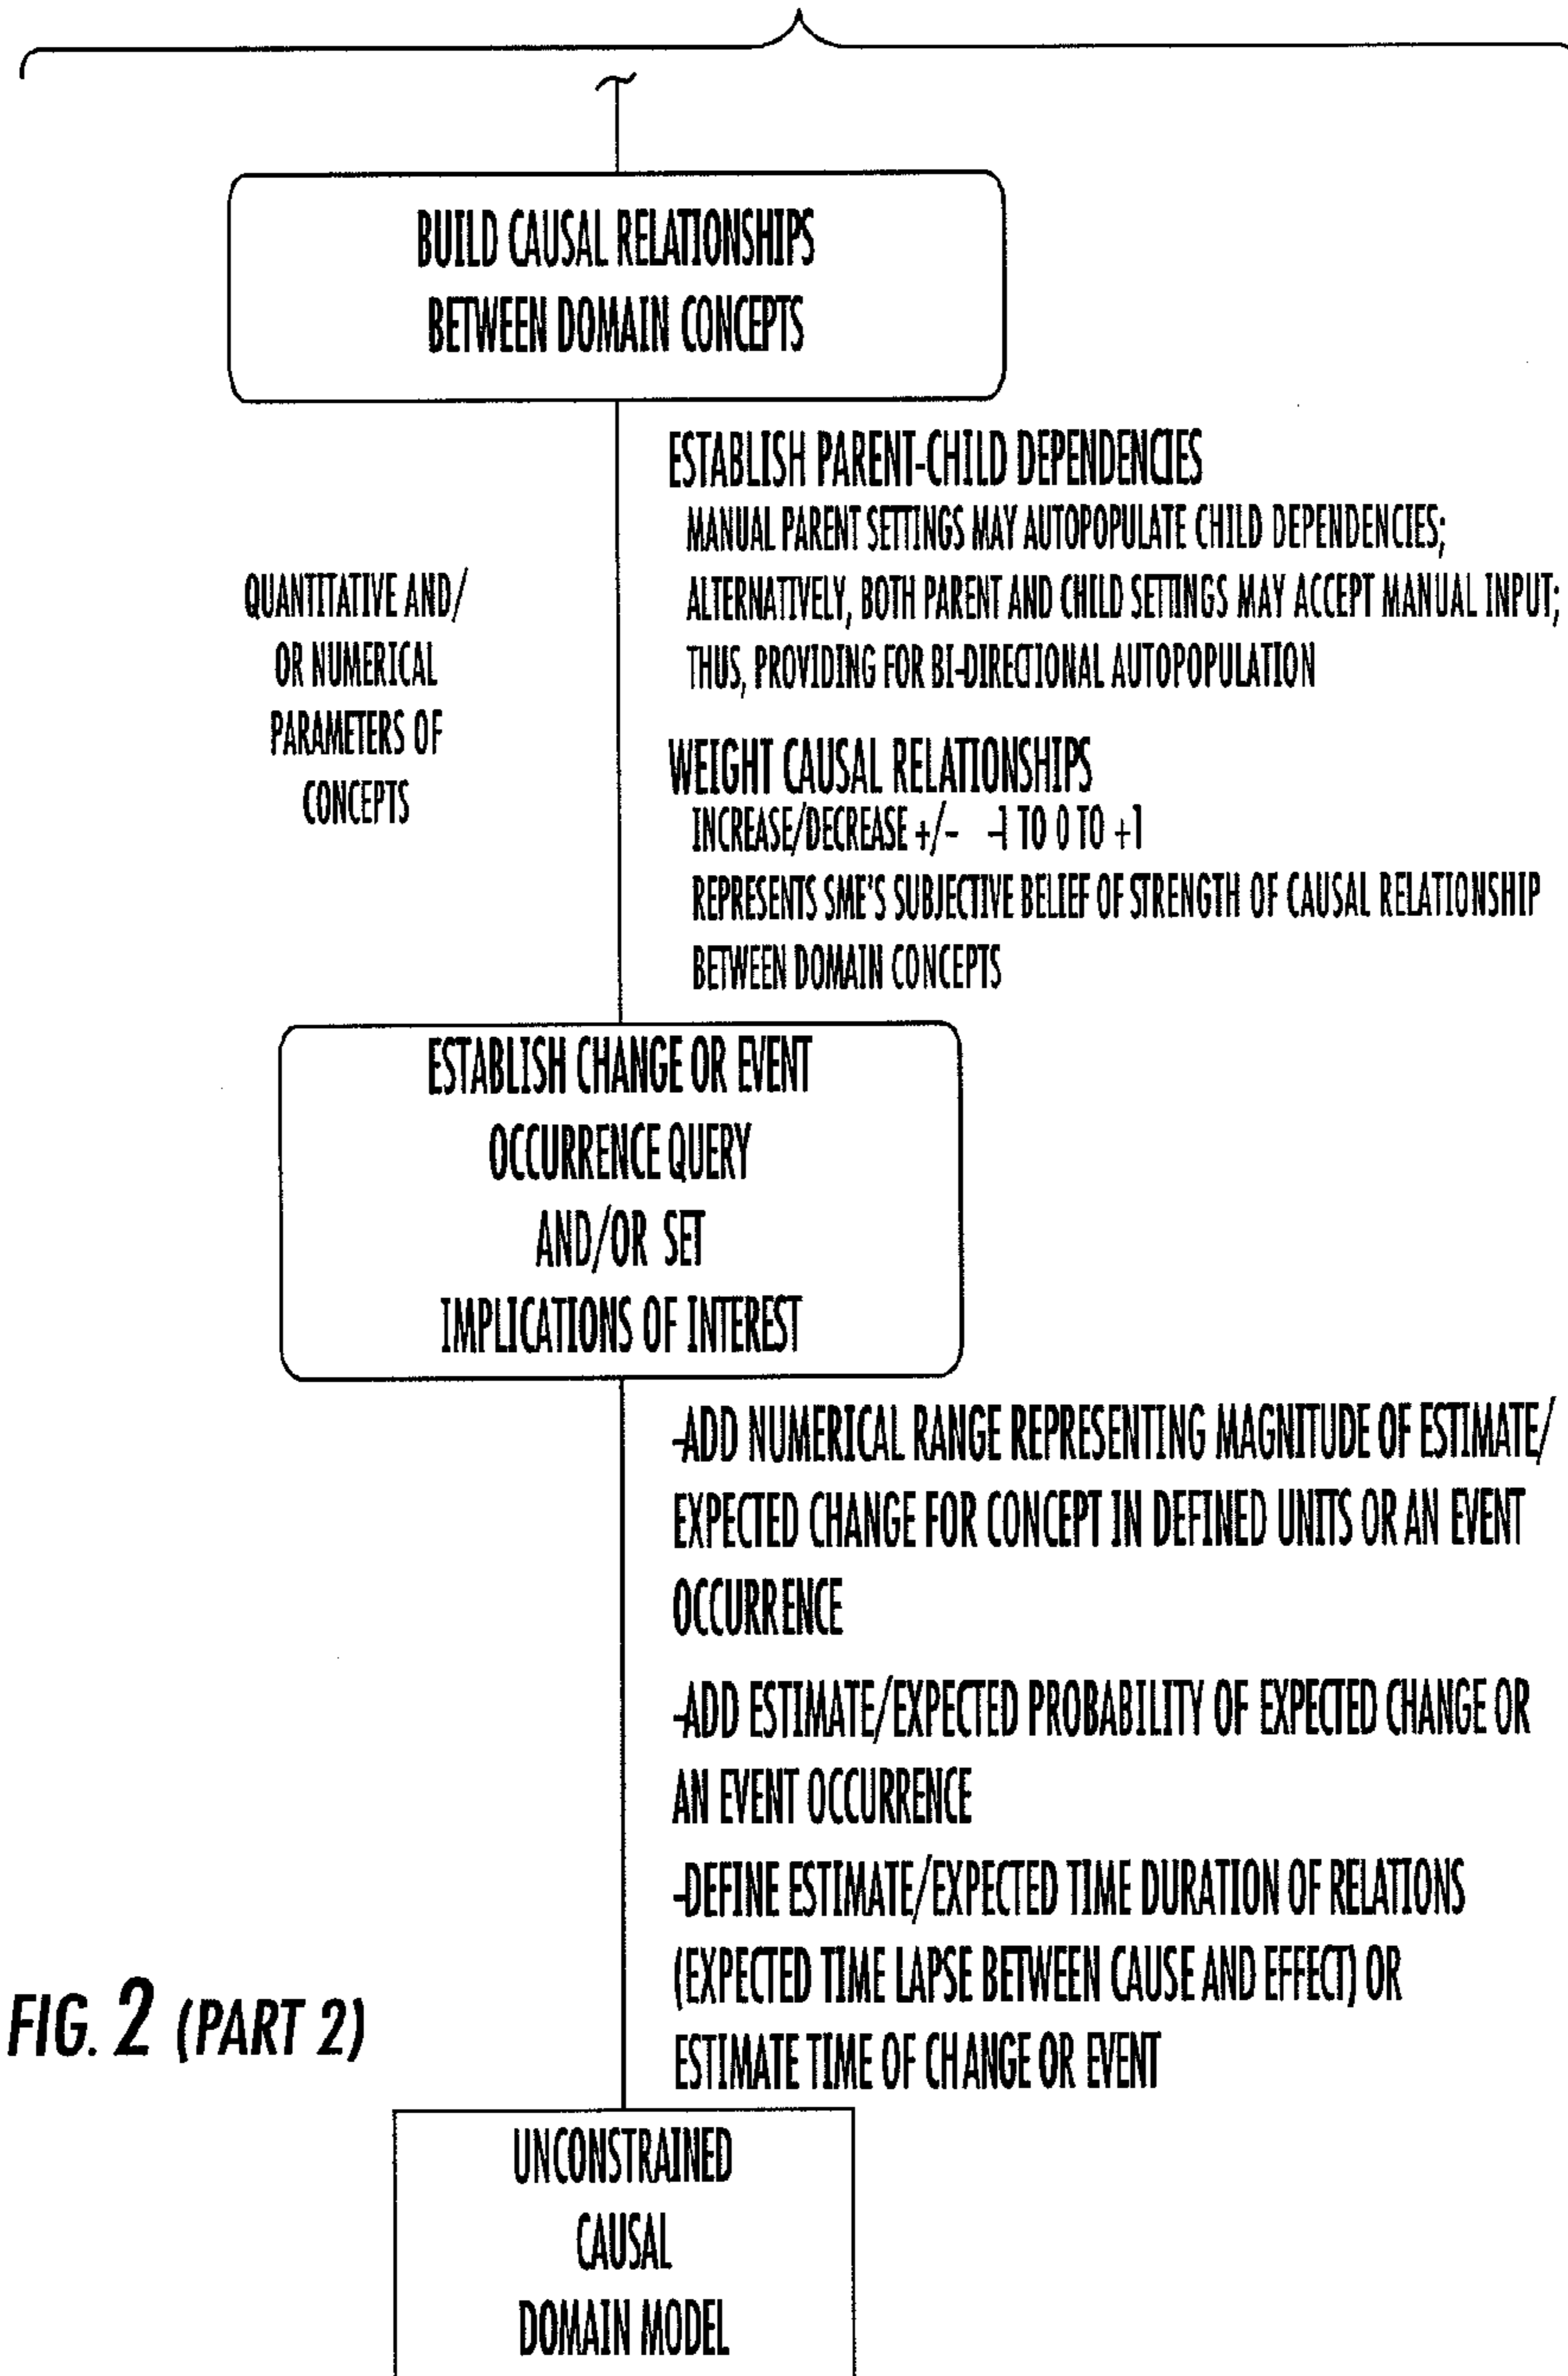 BUILD CAUSAL RELATIONSHIPS
BETWEEN DOMAIN CONCEPTS
ESTABLISH PARENT-CHILD DEPENDENCIES
MANUAL PARENT SETTINGS MAY AUTOPOPULATE CHILD DEPENDENCIES;
ALTERNATIVELY, BOTH PARENT AND CHILD SETTINGS MAY ACCEPT MANUAL INPUT;
THUS, PROVIDING FOR BI-DIRECTIONAL AUTOPOPULATION
QUANTITATIVE AND/
OR NUMERICAL
PARAMETERS OF
CONCEPTS
WEIGHT CAUSAL RELATIONSHIPS
INCREASE/DECREASE +/- -1 TO 0 TO +1
REPRESENTS SME'S SUBJECTIVE BELIEF OF STRENGTH OF CAUSAL RELATIONSHIP
BETWEEN DOMAIN CONCEPTS
ESTABLISH CHANGE OR EVENT
OCCURRENCE QUERY
AND/OR SET
IMPLICATIONS OF INTEREST
-ADD NUMERICAL RANGE REPRESENTING MAGNITUDE OF ESTIMATE/
EXPECTED CHANGE FOR CONCEPT IN DEFINED UNITS OR AN EVENT
OCCURRENCE
-ADD ESTIMATE/EXPECTED PROBABILITY OF EXPECTED CHANGE OR
AN EVENT OCCURRENCE
-DEFINE ESTIMATE/EXPECTED TIME DURATION OF RELATIONS
(EXPECTED TIME LAPSE BETWEEN CAUSE AND EFFECT) OR
ESTIMATE TIME OF CHANGE OR EVENT
FIG. 2 (PART 2)
UNCONSTRAINED
CAUSAL
DOMAIN MODEL